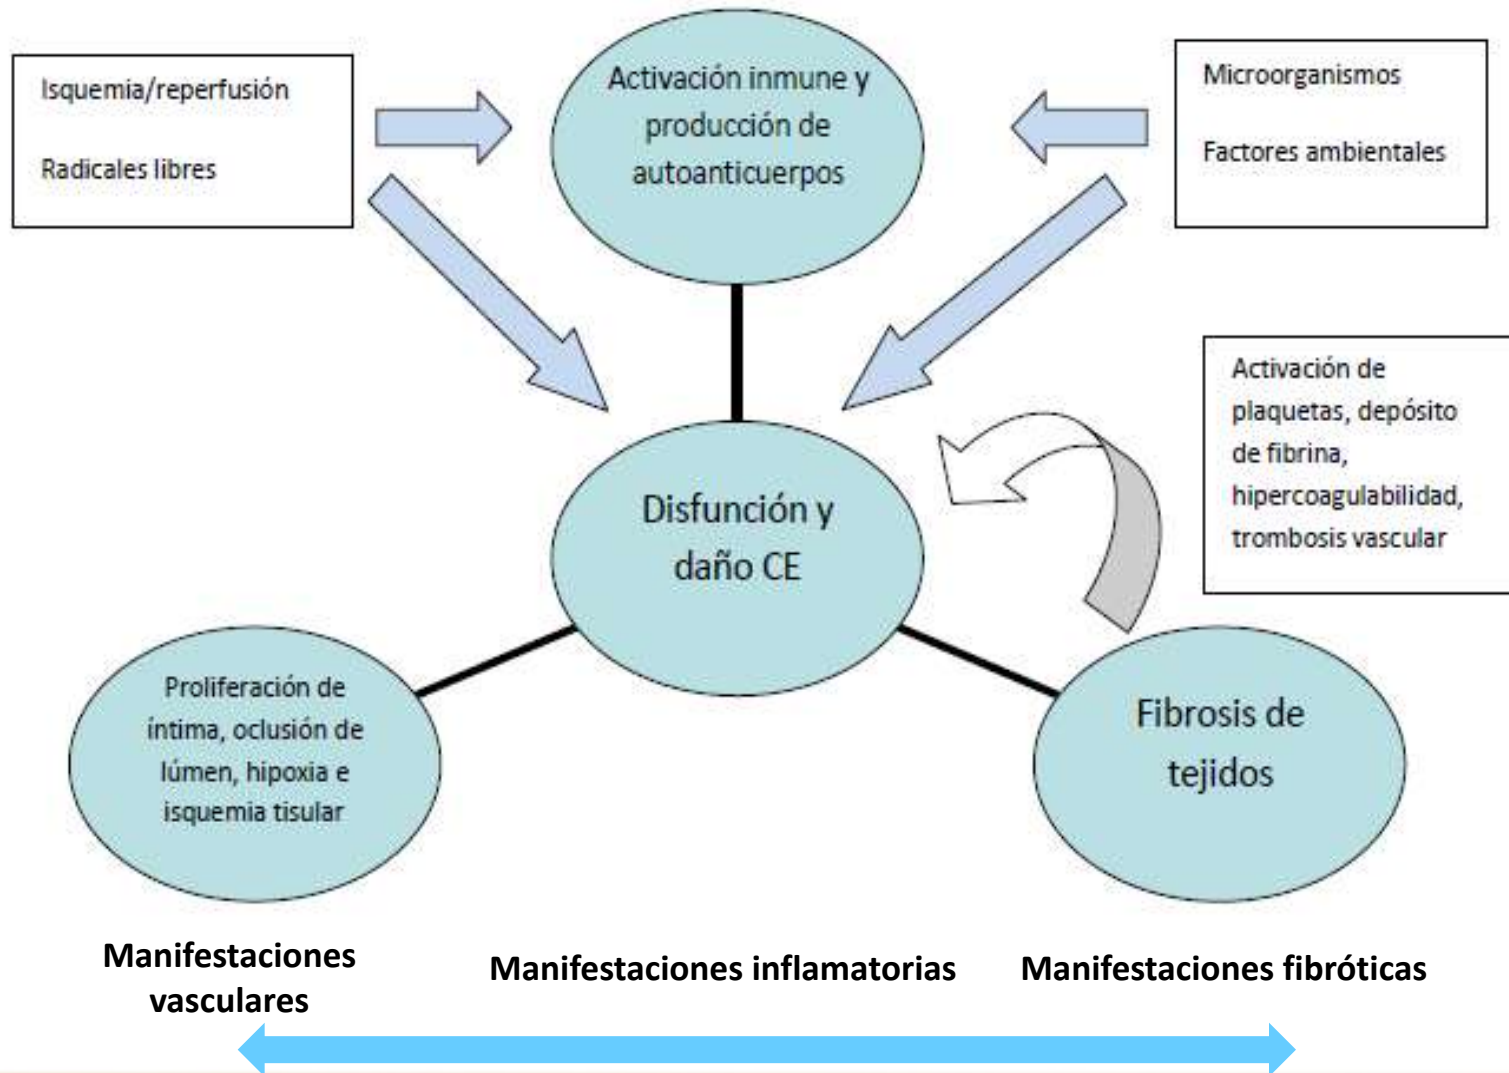 Isquemia/reperfusión
Radicales libres
Activación inmune y
producción de
autoanticuerpos
Microorganismos
Factores ambientales
Activación de
plaquetas, depósito
de fibrina,
hipercoagulabilidad,
trombosis vascular
Disfunción y
daño CE
Proliferación de
íntima, oclusión de
lúmen, hipoxia e
isquemia tisular
Fibrosis de
tejidos
Manifestaciones
vasculares
Manifestaciones inflamatorias
Manifestaciones fibróticas